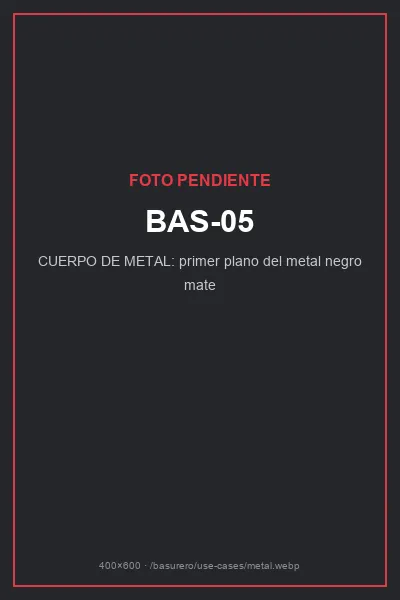 FOTO PENDIENTE
BAS-05
CUERPO DE METAL: primer plano del metal negro
mate
400×600 · /basurero/use-cases/metal.webp